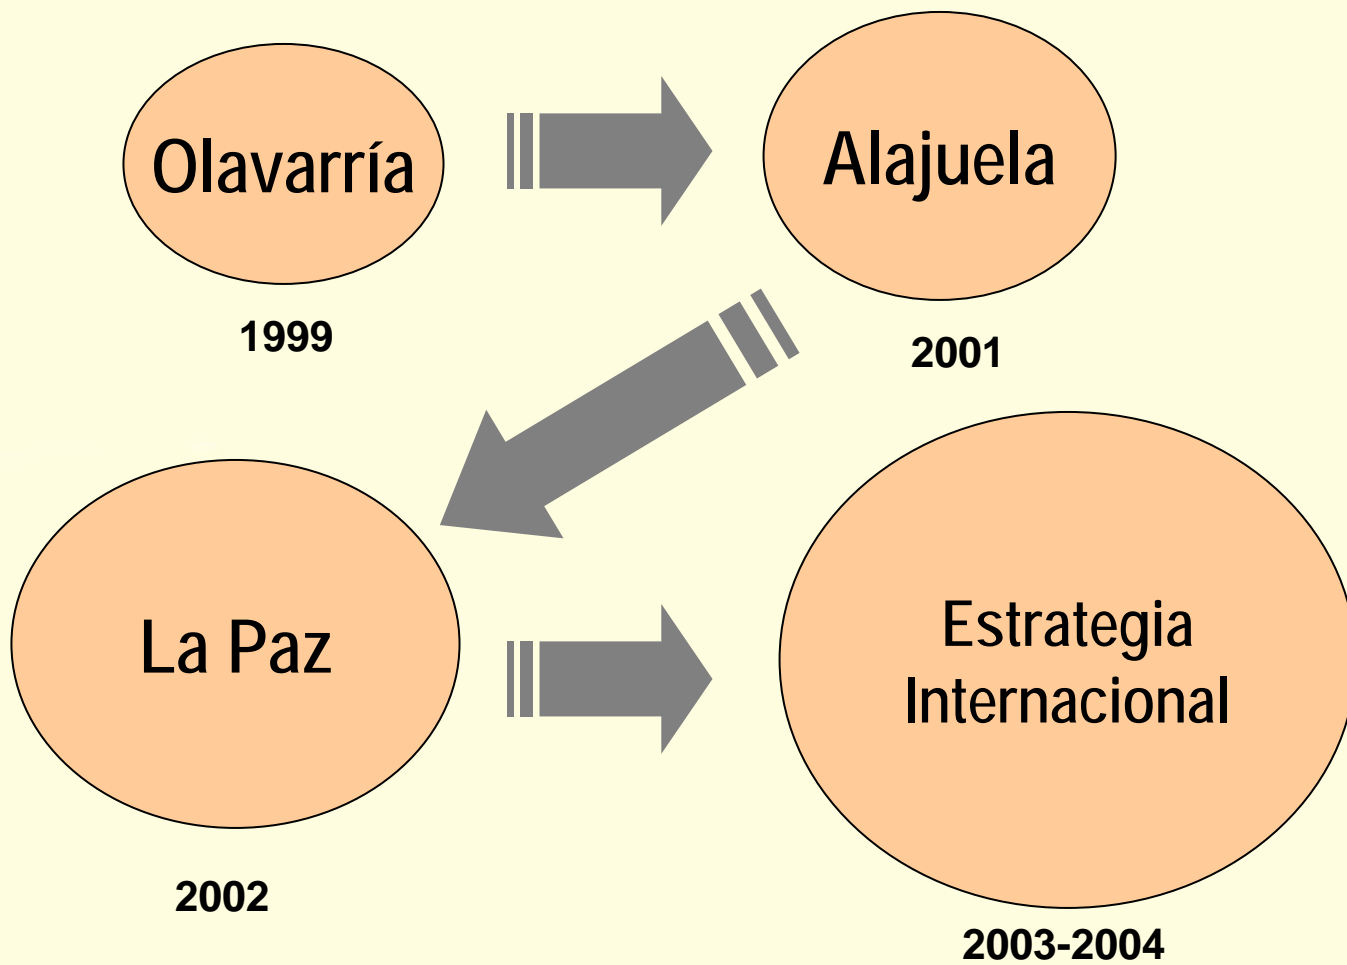 Olavarría
Alajuela
1999
2001
La Paz
Estrategia
Internacional
2002
2003-2004